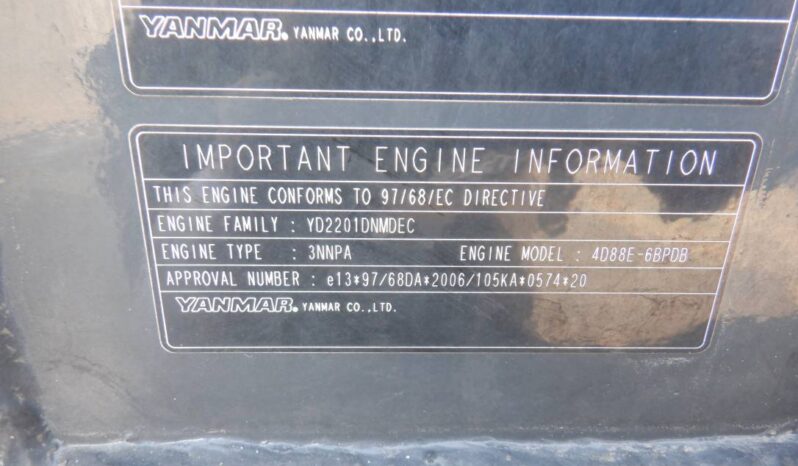 YANMAR. YANMAR CO.,LTD.
IMPORTANT ENGINE INFORMATION
THIS ENGINE CONFORMS TO 97/68/EC DIRECTIVE
ENGINE FAMILY : YD2201DNMDEC
ENGINE TYPE : 3NNPA ENGINE MODEL : 4D88E-6BPDB
APPROVAL NUMBER : e13*97/68DA*2006/105KA*0574*20
YANMAR. YANMAR CO.,LTD.